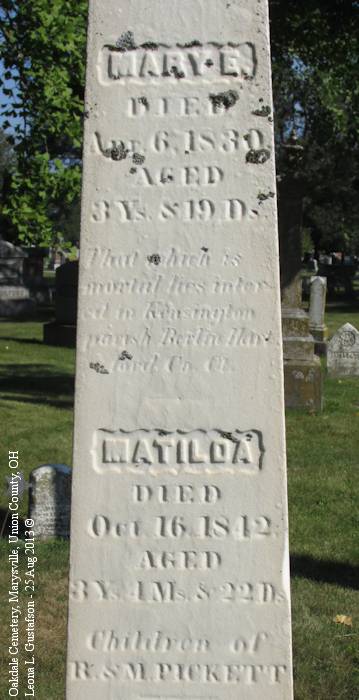 MARY E.
DIED
Apr. 6, 1830
AGED
3 Ys. & 19 Ds.
That which is
mortal lies inter
ed in Kensington
parish Berlin Hart
ford Co. Ct.
MATILDA
DIED
Oct. 16, 1842
AGED
3 Ys. 4 Ms. & 22 Ds.
Children of
R. & M. PICKETT
Oakdale Cemetery, Marysville, Union County, OH
Leona L. Gustafson - 25 Aug 2013 ©